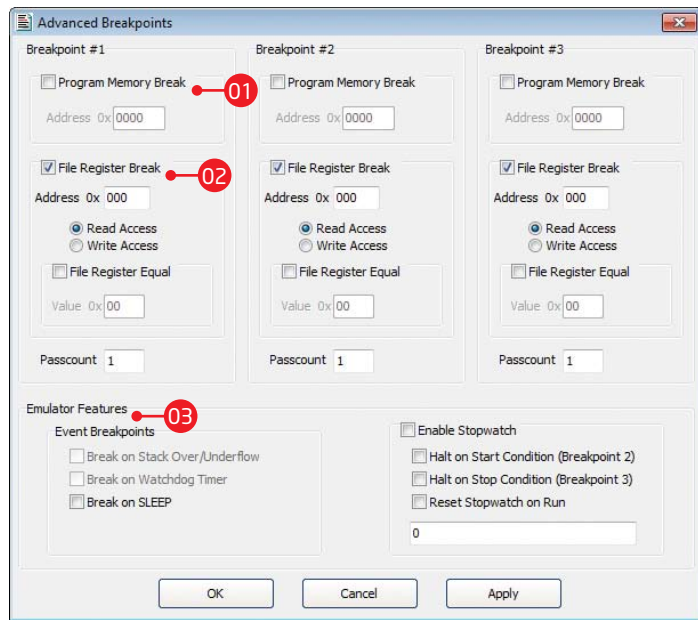 Advanced Breakpoints
Breakpoint #1
Program Memory Break
01
Address 0x 0000
File Register Break
02
Address 0x 000
Read Access
Write Access
File Register Equal
Value 0x 00
Passcount 1
Breakpoint #2
Program Memory Break
Address 0x 0000
File Register Break
Address 0x 000
Read Access
Write Access
File Register Equal
Value 0x 00
Passcount 1
Breakpoint #3
Program Memory Break
Address 0x 0000
File Register Break
Address 0x 000
Read Access
Write Access
File Register Equal
Value 0x 00
Passcount 1
Emulator Features
03
Event Breakpoints
Break on Stack Over/Underflow
Break on Watchdog Timer
Break on SLEEP
Enable Stopwatch
Halt on Start Condition (Breakpoint 2)
Halt on Stop Condition (Breakpoint 3)
Reset Stopwatch on Run
0
OK
Cancel
Apply